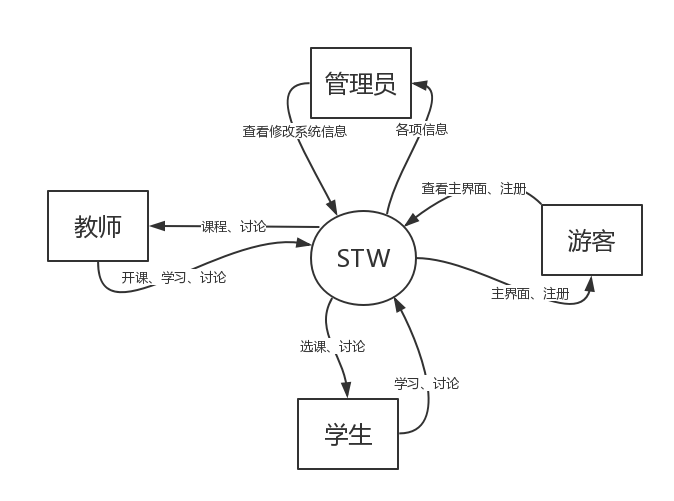 管理员
查看修改系统信息
各项信息
查看主界面、注册
教师
课程、讨论
游客
STW
开课、学习、讨论
主界面、注册
选课、讨论
学习、讨论
学生